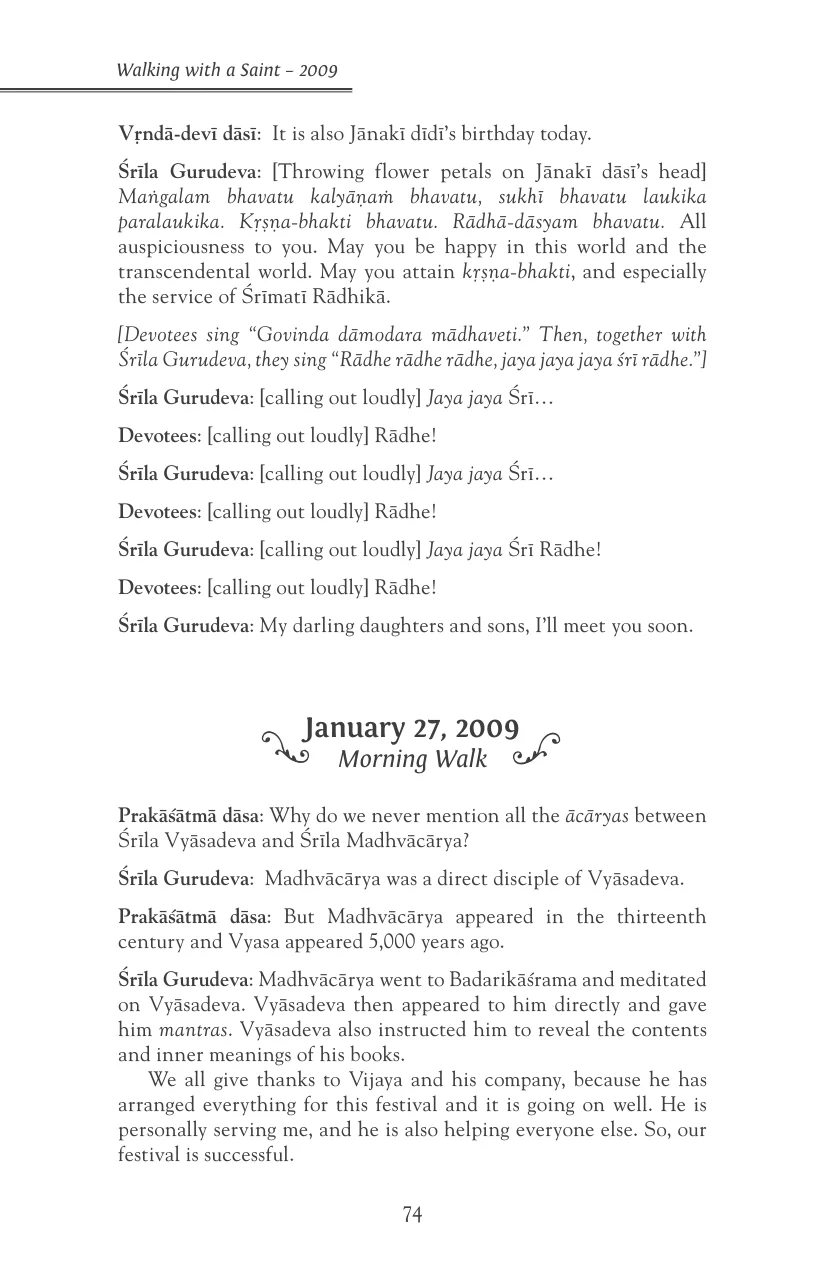 Walking with a Saint – 2009
Vṛndā-devī dāsī:  It is also Jānakī dīdī’s birthday today.
Śrīla Gurudeva: [Throwing flower petals on Jānakī dāsī’s head]
Maṅgalam bhavatu kalyāṇaṁ bhavatu, sukhī bhavatu laukika
paralaukika. Kṛṣṇa-bhakti bhavatu. Rādhā-dāsyam bhavatu. All
auspiciousness to you. May you be happy in this world and the
transcendental world. May you attain kṛṣṇa-bhakti, and especially
the service of Śrīmatī Rādhikā.
[Devotees sing “Govinda dāmodara mādhaveti.” Then, together with
Śrīla Gurudeva, they sing “Rādhe rādhe rādhe, jaya jaya jaya śrī rādhe.”]
Śrīla Gurudeva: [calling out loudly] Jaya jaya Śrī…
Devotees: [calling out loudly] Rādhe!
Śrīla Gurudeva: [calling out loudly] Jaya jaya Śrī…
Devotees: [calling out loudly] Rādhe!
Śrīla Gurudeva: [calling out loudly] Jaya jaya Śrī Rādhe!
Devotees: [calling out loudly] Rādhe!
Śrīla Gurudeva: My darling daughters and sons, I’ll meet you soon.
January 27, 2009
Morning Walk
Prakāśātmā dāsa: Why do we never mention all the ācāryas between
Śrīla Vyāsadeva and Śrīla Madhvācārya?
Śrīla Gurudeva:  Madhvācārya was a direct disciple of Vyāsadeva.
Prakāśātmā dāsa: But Madhvācārya appeared in the thirteenth
century and Vyasa appeared 5,000 years ago.
Śrīla Gurudeva: Madhvācārya went to Badarikāśrama and meditated
on Vyāsadeva. Vyāsadeva then appeared to him directly and gave
him mantras. Vyāsadeva also instructed him to reveal the contents
and inner meanings of his books.
We all give thanks to Vijaya and his company, because he has
arranged everything for this festival and it is going on well. He is
personally serving me, and he is also helping everyone else. So, our
festival is successful.
74